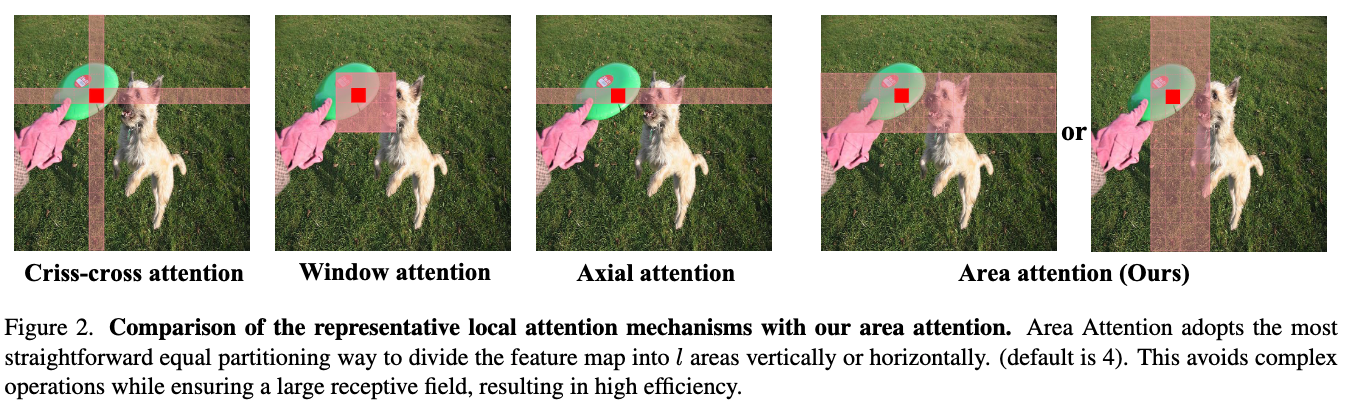 Criss-cross attention
Window attention
Axial attention
or
Area attention (Ours)
Figure 2. Comparison of the representative local attention mechanisms with our area attention. Area Attention adopts the most
straightforward equal partitioning way to divide the feature map into l areas vertically or horizontally. (default is 4). This avoids complex
operations while ensuring a large receptive field, resulting in high efficiency.